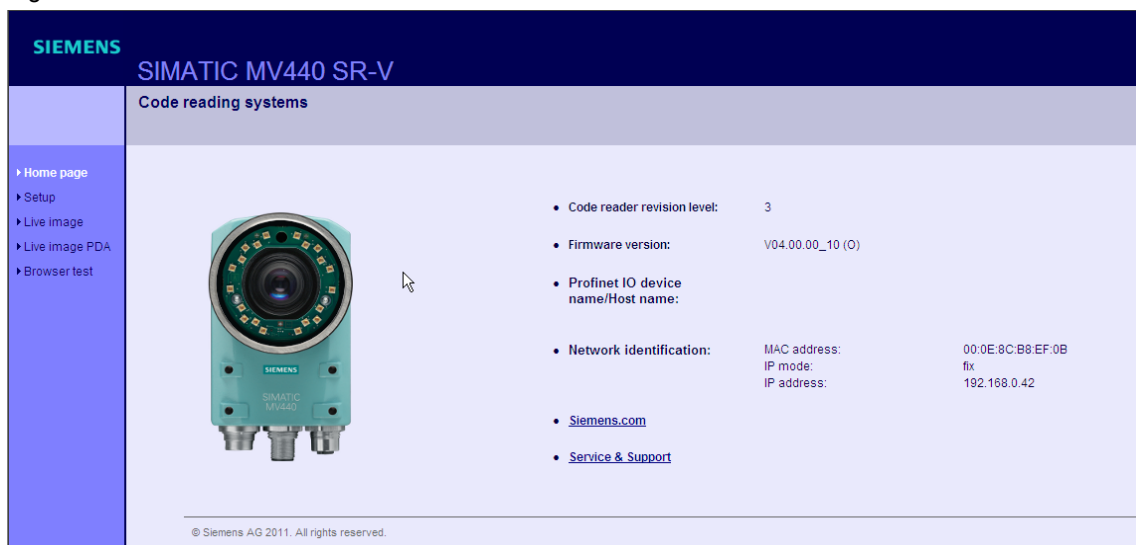 SIEMENS
SIMATIC MV440 SR-V
Code reading systems
Home page
Setup
Live image
Live image PDA
Browser test
• Code reader revision level: 3
• Firmware version: V04.00.00_10 (O)
• Profinet IO device
name/Host name:
• Network identification: MAC address: 00:0E:8C:B8:EF:0B
IP mode: fix
IP address: 192.168.0.42
• Siemens.com
• Service & Support
SIEMENS
SIMATIC
MV440
© Siemens AG 2011. All rights reserved.